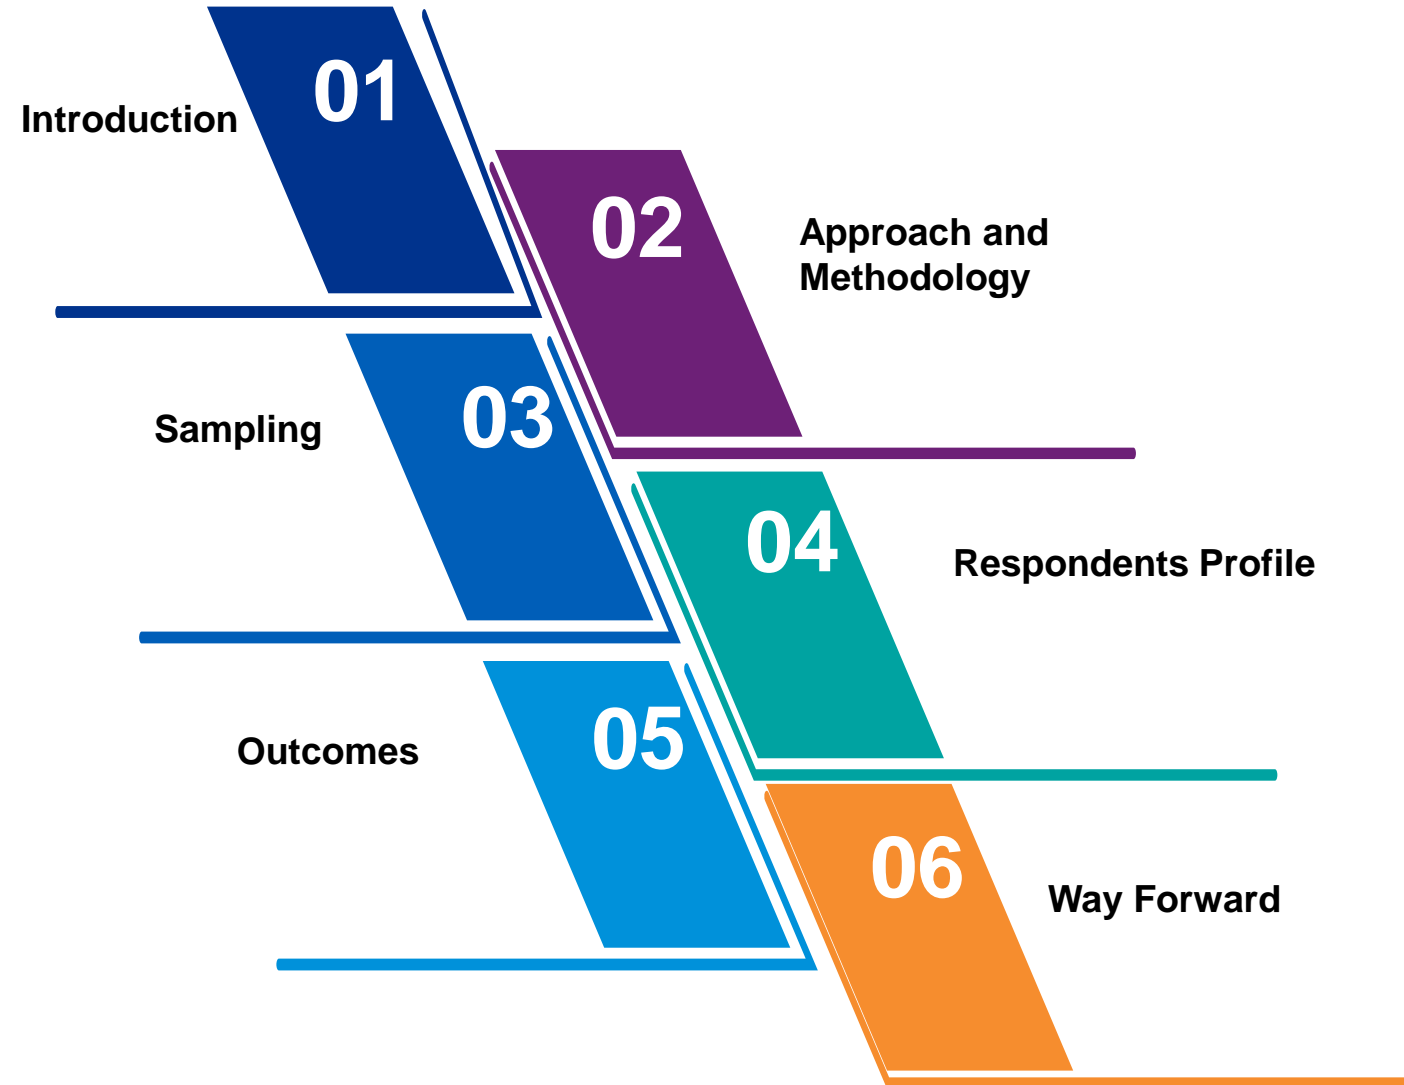 01
Introduction
02
Approach and
Methodology
03
Sampling
04
Respondents Profile
05
Outcomes
06
Way Forward